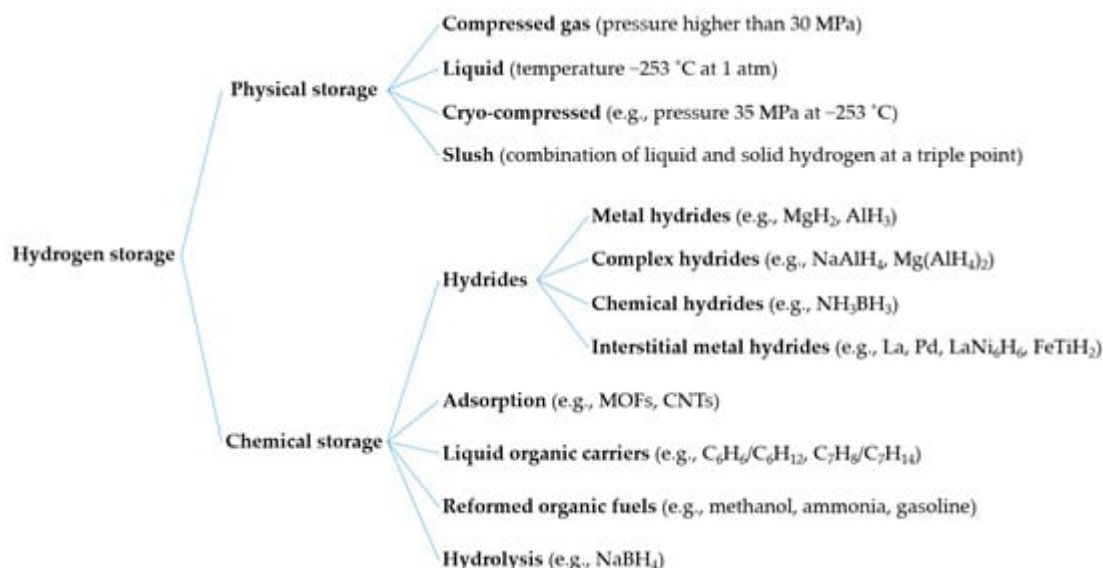 Compressed gas (pressure higher than 30 MPa)
Liquid (temperature –253 ˚C at 1 atm)
Physical storage
Cryo-compressed (e.g., pressure 35 MPa at –253 ˚C)
Slush (combination of liquid and solid hydrogen at a triple point)
Hydrogen storage
Metal hydrides (e.g., MgH₂, AlH₃)
Complex hydrides (e.g., NaAlH₄, Mg(AlH₄)₂)
Hydrides
Chemical hydrides (e.g., NH₃BH₃)
Interstitial metal hydrides (e.g., La, Pd, LaNi₆H₆, FeTiH₂)
Adsorption (e.g., MOFs, CNTs)
Chemical storage
Liquid organic carriers (e.g., C₆H₆/C₆H₁₂, C₇H₈/C₇H₁₄)
Reformed organic fuels (e.g., methanol, ammonia, gasoline)
Hydrolysis (e.g., NaBH₄)